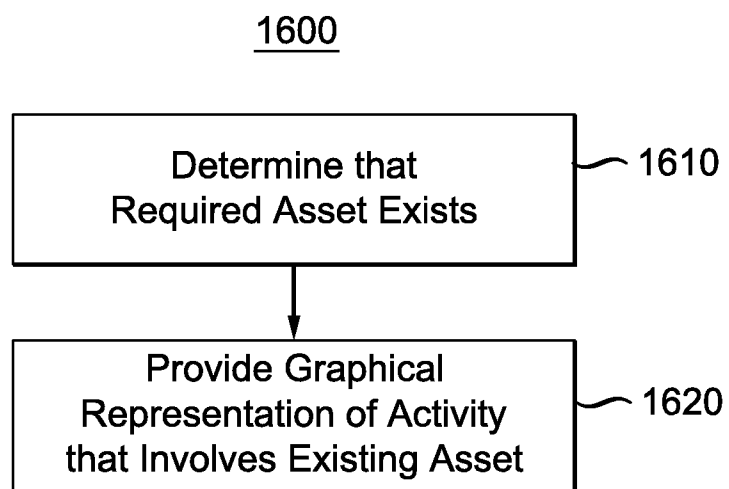 1600
Determine that
Required Asset Exists
1610
Provide Graphical
Representation of Activity
that Involves Existing Asset
1620